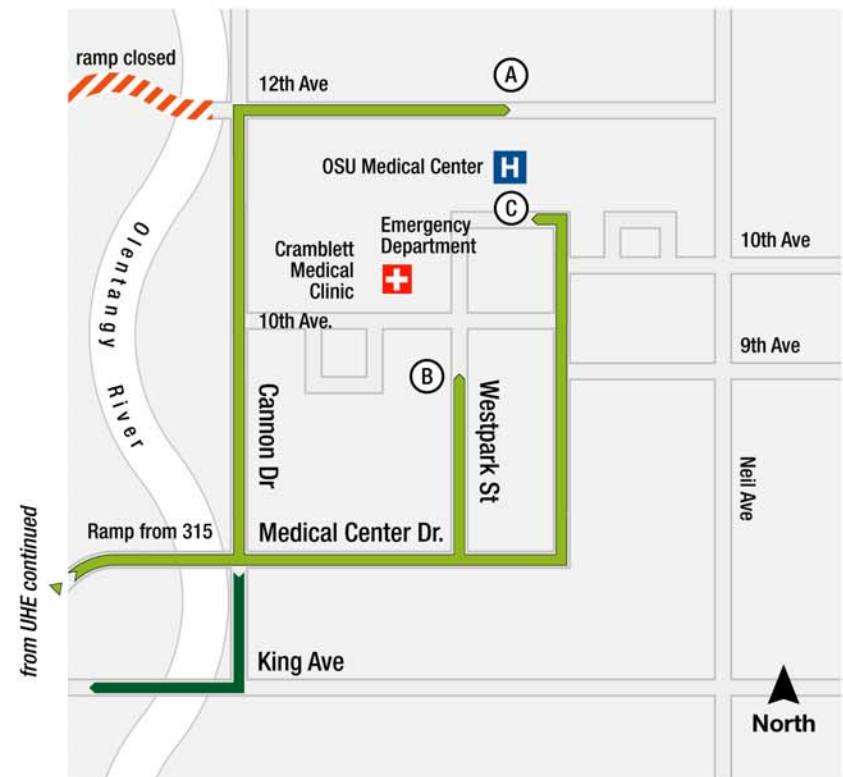 ramp closed
12th Ave
A
OSU Medical Center
H
C
Emergency
Department
Cramblett
Medical
Clinic
10th Ave
10th Ave.
9th Ave
B
Olentangy
River
Cannon Dr
Westpark St
Neil Ave
Ramp from 315
Medical Center Dr.
from UHE continued
King Ave
North